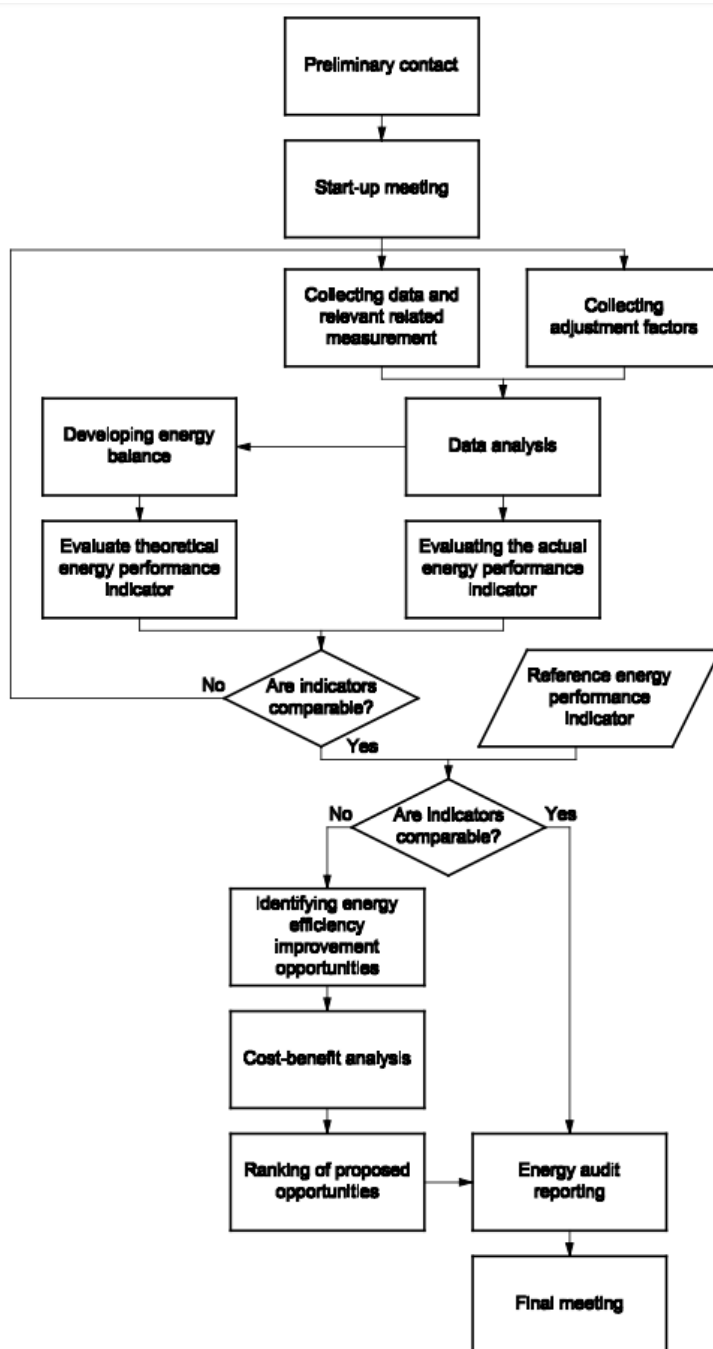 Preliminary contact
Start-up meeting
Collecting data and
relevant related
measurement
Collecting
adjustment factors
Developing energy
balance
Data analysis
Evaluate theoretical
energy performance
indicator
Evaluating the actual
energy performance
indicator
No
Are indicators
comparable?
Yes
Reference energy
performance
indicator
No
Are indicators
comparable?
Yes
Identifying energy
efficiency
improvement
opportunities
Cost-benefit analysis
Ranking of proposed
opportunities
Energy audit
reporting
Final meeting